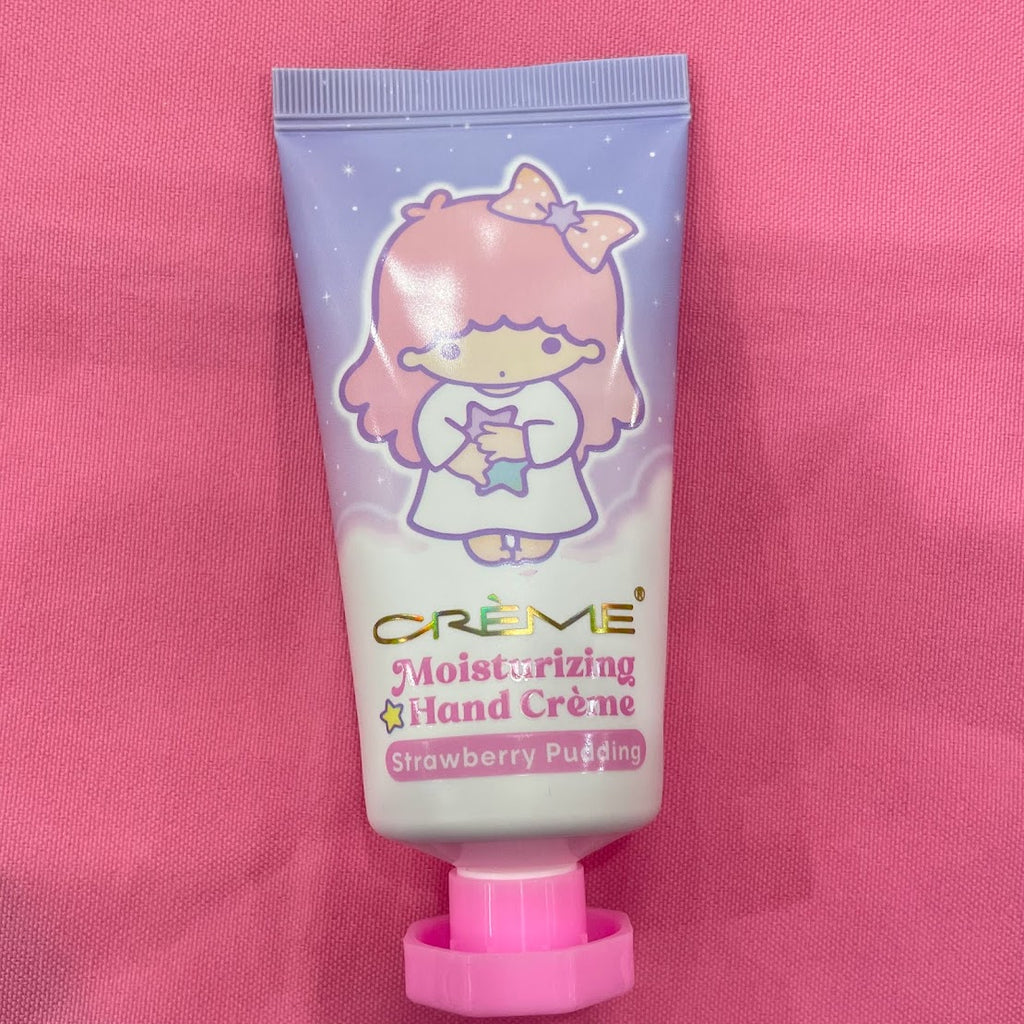 CRÈME®
Moisturizing
Hand Crème
Strawberry Pudding